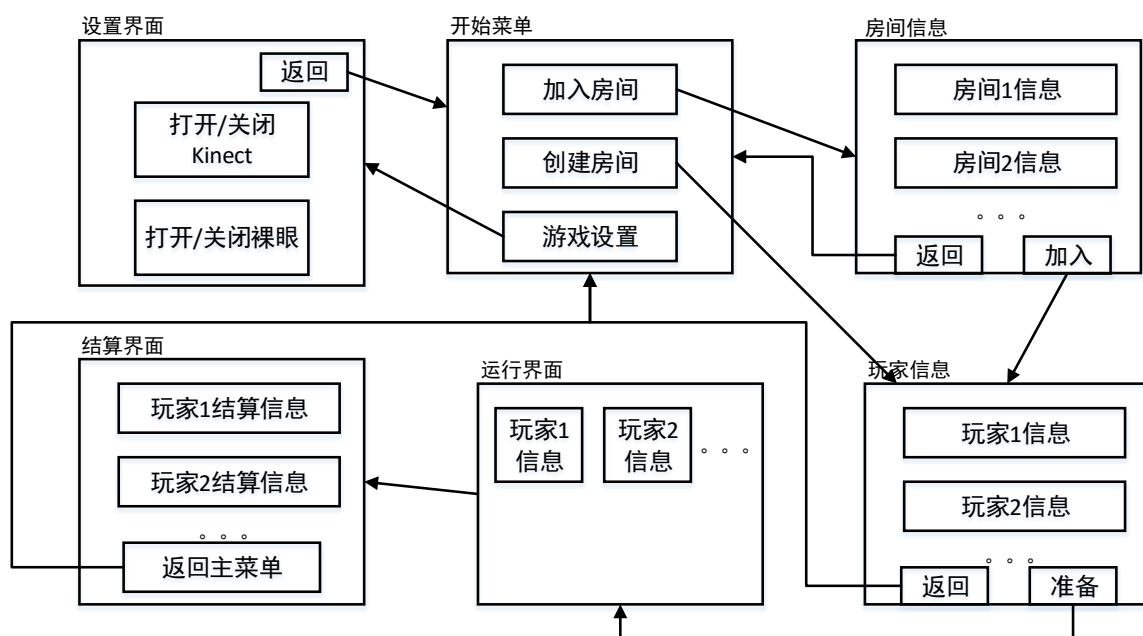 设置界面
返回
打开/关闭
Kinect
打开/关闭裸眼
开始菜单
加入房间
创建房间
游戏设置
房间信息
房间1信息
房间2信息
。。。
返回
加入
结算界面
玩家1结算信息
玩家2结算信息
。。。
返回主菜单
运行界面
玩家1
信息
玩家2
信息
。。。
玩家信息
玩家1信息
玩家2信息
。。。
返回
准备